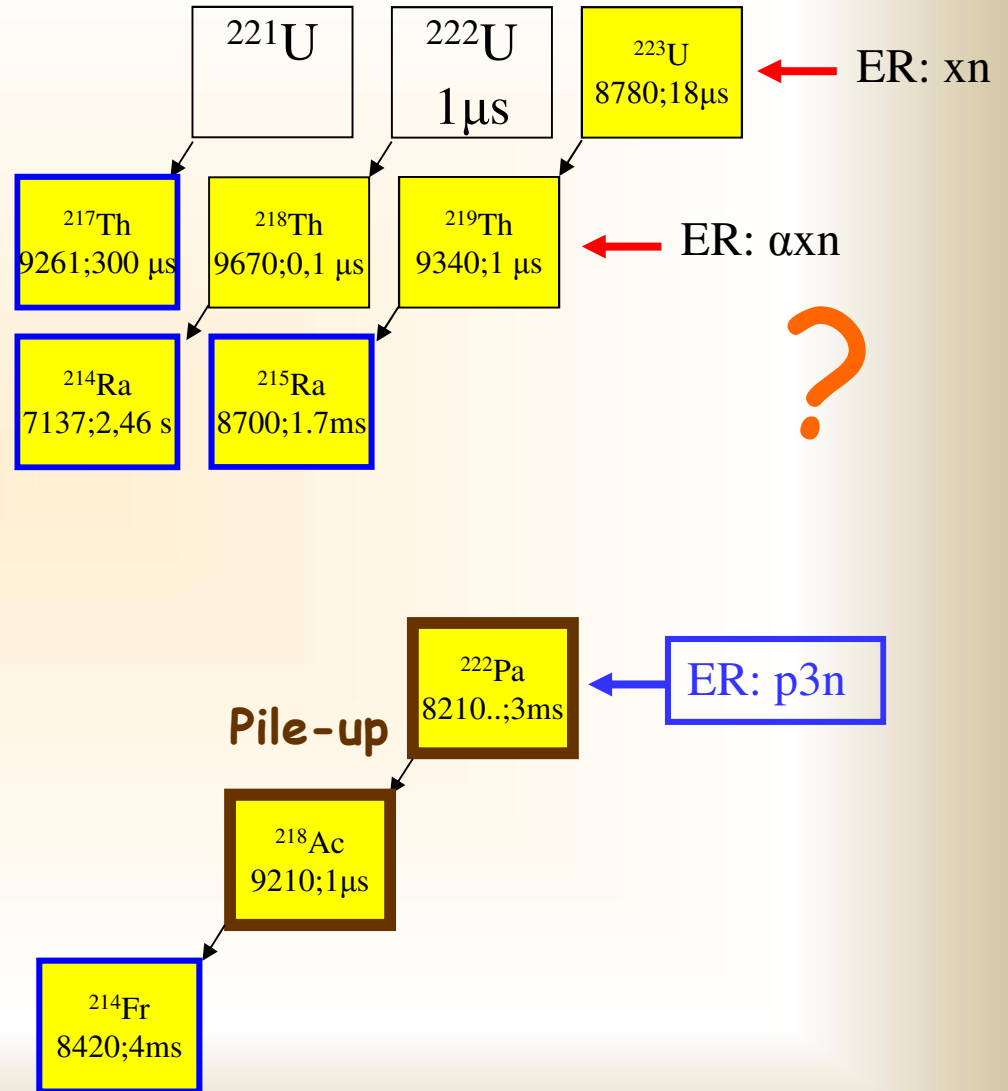 ²²¹U
²²²U
1μs
²²³U
8780;18μs
ER: xn
²¹⁷Th
9261;300 μs
²¹⁸Th
9670;0,1 μs
²¹⁹Th
9340;1 μs
ER: αxn
?
²¹⁴Ra
7137;2,46 s
²¹⁵Ra
8700;1.7ms
²²²Pa
8210..;3ms
ER: p3n
Pile-up
²¹⁸Ac
9210;1μs
²¹⁴Fr
8420;4ms